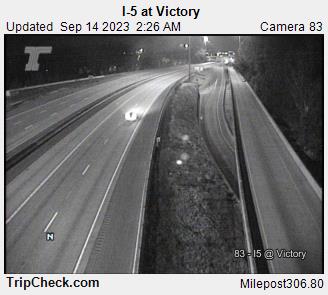 I-5 at Victory
Updated Sep 14 2023 2:26 AM Camera 83
T
N
83 - I5 @ Victory
TripCheck.com Milepost306.80